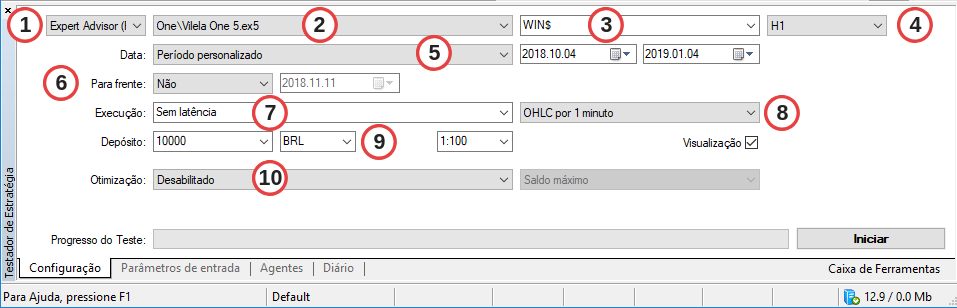 1 Expert Advisor (I One\Vilela One 5.ex5 2 WIN$ 3 H1 4
Data: Período personalizado 5 2018.10.04 2019.01.04
6 Para frente: Não 2018.11.11
Execução: Sem latência 7 OHLC por 1 minuto 8
Depósito: 10000 BRL 9 1:100 Visualização
Otimização: Desabilitado 10 Saldo máximo
Progresso do Teste: Iniciar
Testador de Estratégia
Configuração Parâmetros de entrada Agentes Diário Caixa de Ferramentas
Para Ajuda, pressione F1 Default 12.9 / 0.0 Mb